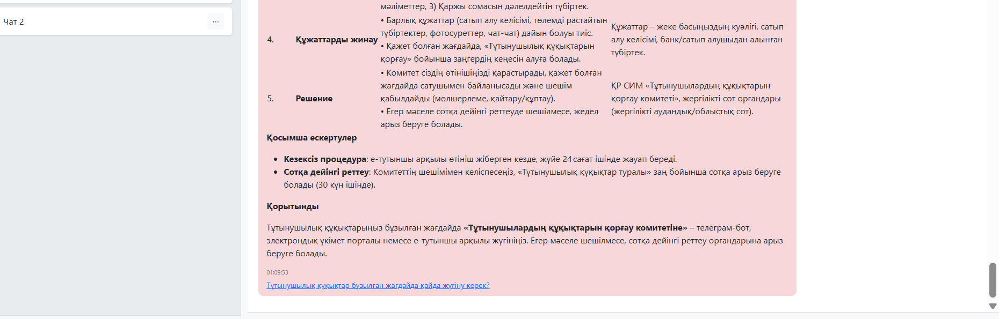 Чат 2
...
мәліметтер, 3) Қаржы сомасын дәлелдейтін түбіртек.
4.
Құжаттарды жинау
• Барлық құжаттар (сатып алу келісімі, төлемді растайтын
түбіртектер, фотосуреттер, чат-чат) дайын болуы тиіс.
• Қажет болған жағдайда, «Тұтынушылық құқықтарын
қорғау» бойынша заңгердің кеңесін алуға болады.
Құжаттар – жеке басыңыздың куәлігі, сатып
алу келісімі, банк/сатып алушыдан алынған
түбіртек.
5.
Решение
• Комитет сіздің өтінішіңізді қарастырады, қажет болған
жағдайда сатушымен байланысады және шешім
қабылдайды (мөлшерлеме, қайтару/құптау).
• Егер мәселе сотқа дейінгі реттеуде шешілмесе, жедел
арыз беруге болады.
ҚР СИМ «Тұтынушылардың құқықтарын
қорғау комитеті», жергілікті сот органдары
(жергілікті аудандық/облыстық сот).
Қосымша ескертулер
• Кезексіз процедура: е-тутыншы арқылы өтініш жіберген кезде, жүйе 24 сағат ішінде жауап береді.
• Сотқа дейінгі реттеу: Комитеттің шешімімен келіспесеңіз, «Тұтынушылық құқықтар туралы» заң бойынша сотқа арыз беруге
болады (30 күн ішінде).
Қорытынды
Тұтынушылық құқықтарыңыз бұзылған жағдайда «Тұтынушылардың құқықтарын қорғау комитетіне» – телеграм-бот,
электрондық үкімет порталы немесе е-тутыншы арқылы жүгініңіз. Егер мәселе шешілмесе, сотқа дейінгі реттеу органдарына арыз
беруге болады.
01:09:53
Тұтынушылық құқықтар бұзылған жағдайда қайда жүгіну керек?